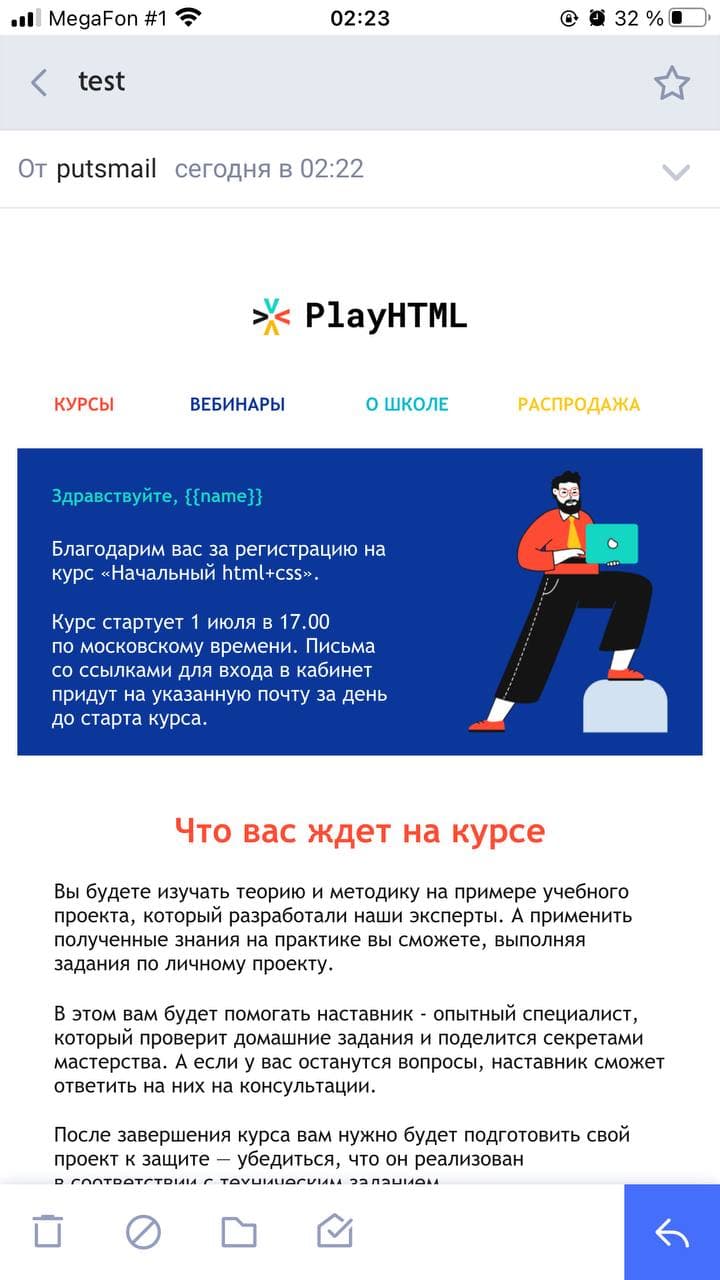 MegaFon #1 02:23 32 %
test
От putsmail сегодня в 02:22
PlayHTML
КУРСЫ ВЕБИНАРЫ О ШКОЛЕ РАСПРОДАЖА
Здравствуйте, {{name}}
Благодарим вас за регистрацию на
курс «Начальный html+css».
Курс стартует 1 июля в 17.00
по московскому времени. Письма
со ссылками для входа в кабинет
придут на указанную почту за день
до старта курса.
Что вас ждет на курсе
Вы будете изучать теорию и методику на примере учебного
проекта, который разработали наши эксперты. А применить
полученные знания на практике вы сможете, выполняя
задания по личному проекту.
В этом вам будет помогать наставник - опытный специалист,
который проверит домашние задания и поделится секретами
мастерства. А если у вас останутся вопросы, наставник сможет
ответить на них на консультации.
После завершения курса вам нужно будет подготовить свой
проект к защите — убедиться, что он реализован
в соответствии с техническим заданием